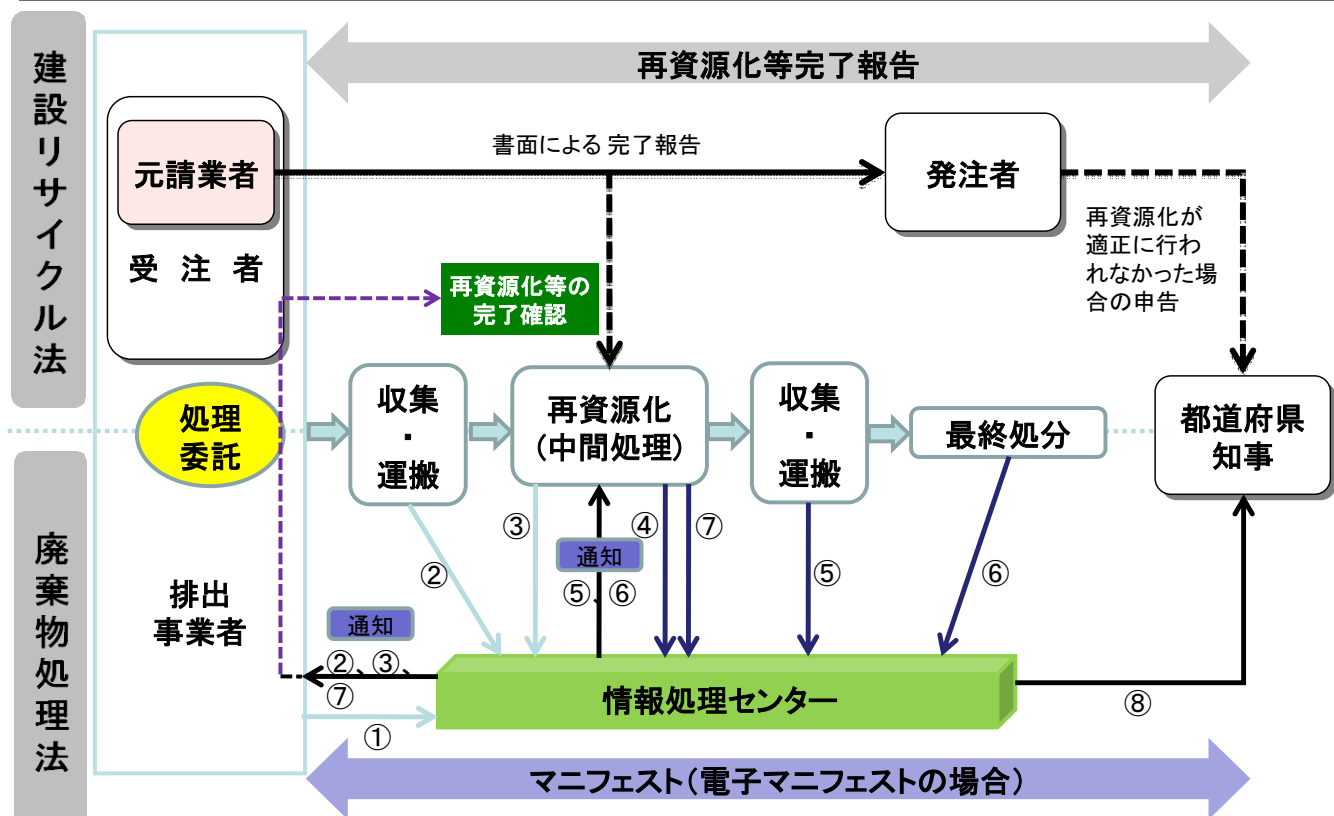 建設リサイクル法
再資源化等完了報告
元請業者
受 注 者
書面による 完了報告
発注者
再資源化が
適正に行わ
れなかった場
合の申告
再資源化等の
完了確認
処理
委託
収集
・
運搬
再資源化
(中間処理)
収集
・
運搬
最終処分
都道府県
知事
廃棄物処理法
排出
事業者
②
③
通知
⑤、⑥
④
⑦
⑤
⑥
通知
②、③、
⑦
①
情報処理センター
⑧
マニフェスト(電子マニフェストの場合)